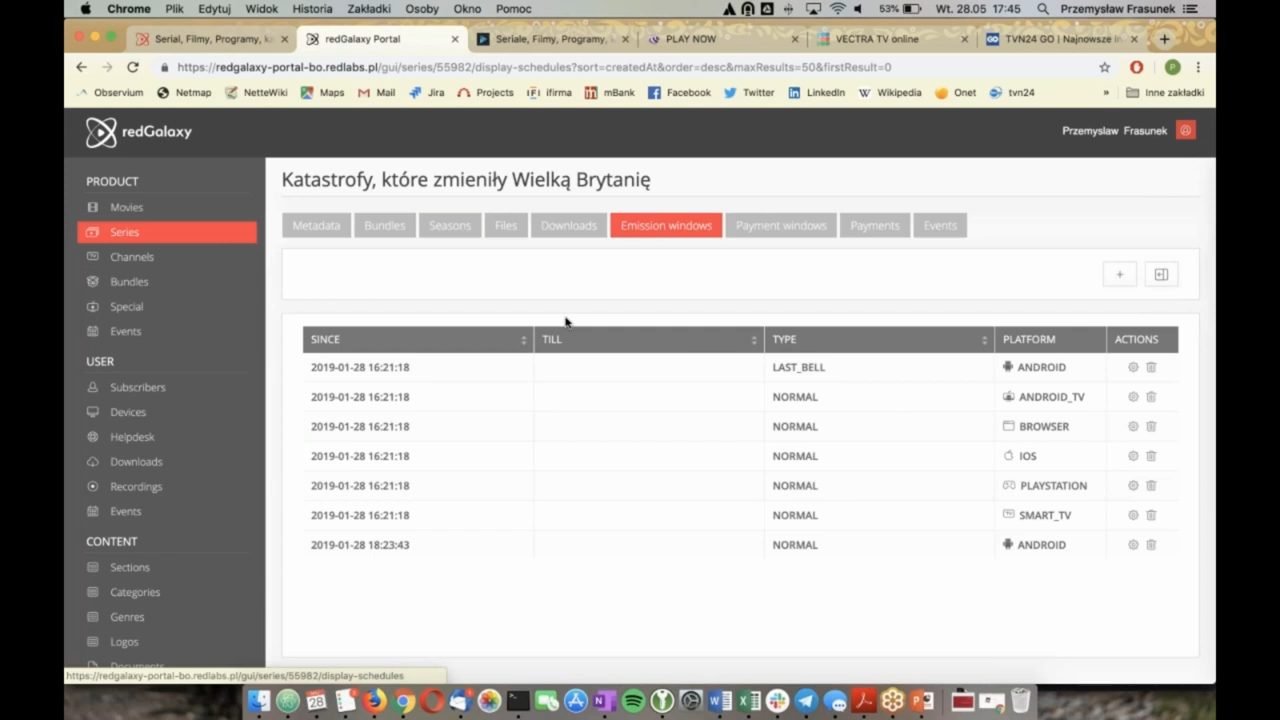 Chrome Plik Edytuj Widok Historia Zakładki Osoby Okno Pomoc 53% Wt. 28.05 17:45 Przemysław Frasunek
Serial, Filmy, Programy, k redGalaxy Portal Seriale, Filmy, Programy, PLAY NOW VECTRA TV online TVN24 GO | Najnowsze in
https://redgalaxy-portal-bo.redlabs.pl/gui/series/55982/display-schedules?sort=createdAt&order=desc&maxResults=50&firstResult=0
Observium Netmap NetteWiki Maps Mail Jira Projects ifirma mBank Facebook Twitter LinkedIn Wikipedia Onet tvn24 » Inne zakładki
redGalaxy Przemyslaw Frasunek
PRODUCT
Movies
Series
Channels
Bundles
Special
Events
USER
Subscribers
Devices
Helpdesk
Downloads
Recordings
Events
CONTENT
Sections
Categories
Genres
Logos
Documents
Katastrofy, które zmieniły Wielką Brytanię
Metadata Bundles Seasons Files Downloads Emission windows Payment windows Payments Events
+
SINCE TILL TYPE PLATFORM ACTIONS
2019-01-28 16:21:18 LAST_BELL ANDROID
2019-01-28 16:21:18 NORMAL ANDROID_TV
2019-01-28 16:21:18 NORMAL BROWSER
2019-01-28 16:21:18 NORMAL IOS
2019-01-28 16:21:18 NORMAL PLAYSTATION
2019-01-28 16:21:18 NORMAL SMART_TV
2019-01-28 18:23:43 NORMAL ANDROID
https://redgalaxy-portal-bo.redlabs.pl/gui/series/55982/display-schedules